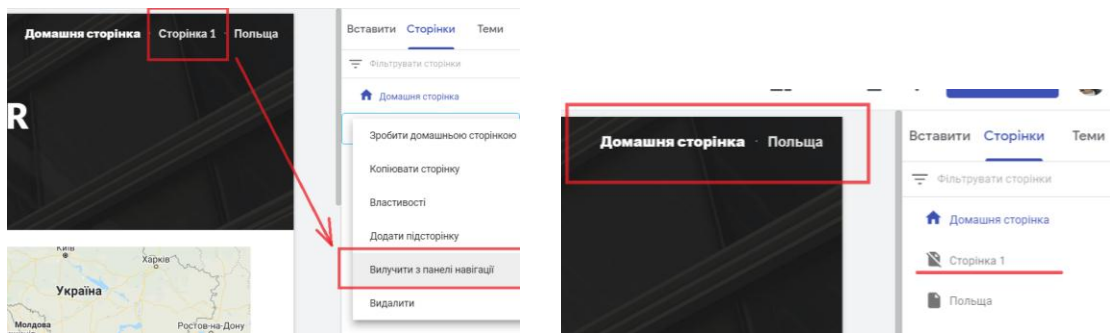 Домашня сторінка · Сторінка 1 · Польща
R
Вставити Сторінки Теми
Фільтрувати сторінки
Домашня сторінка
Зробити домашньою сторінкою
Копіювати сторінку
Властивості
Додати підсторінку
Вилучити з панелі навігації
Видалити
Київ
Харків
Україна
Молдова
Ростов-на-Дону
Домашня сторінка · Польща
Вставити Сторінки Теми
Фільтрувати сторінки
Домашня сторінка
Сторінка 1
Польща